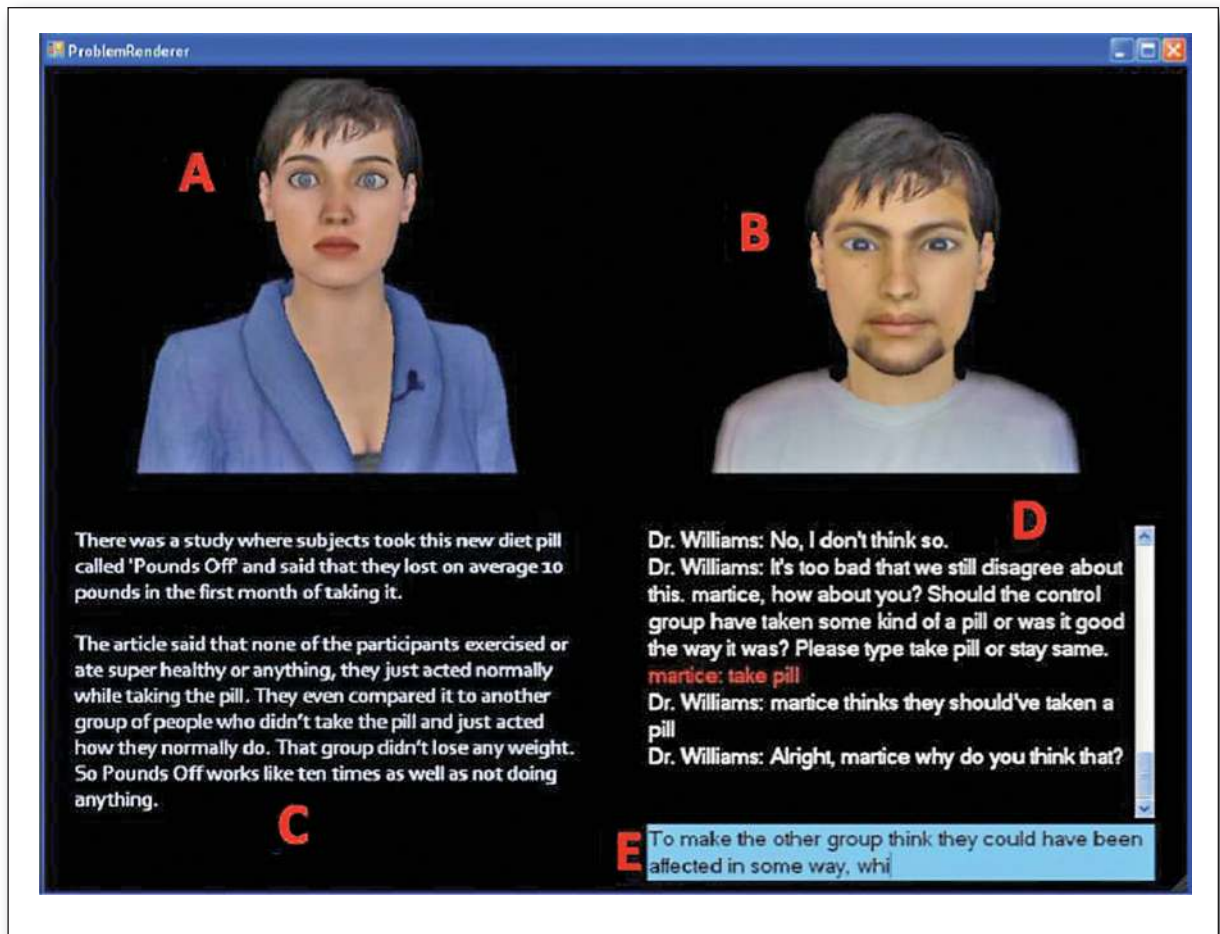 ProblemRenderer
A
B
There was a study where subjects took this new diet pill
called 'Pounds Off' and said that they lost on average 10
pounds in the first month of taking it.
The article said that none of the participants exercised or
ate super healthy or anything, they just acted normally
while taking the pill. They even compared it to another
group of people who didn't take the pill and just acted
how they normally do. That group didn't lose any weight.
So Pounds Off works like ten times as well as not doing
anything.
C
D
Dr. Williams: No, I don't think so.
Dr. Williams: It's too bad that we still disagree about
this. martice, how about you? Should the control
group have taken some kind of a pill or was it good
the way it was? Please type take pill or stay same.
martice: take pill
Dr. Williams: martice thinks they should've taken a
pill
Dr. Williams: Alright, martice why do you think that?
E
To make the other group think they could have been
affected in some way, whi